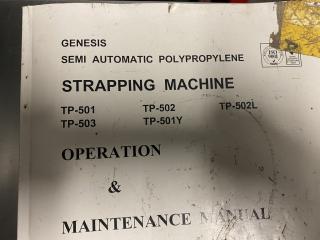 GENESIS
SEMI AUTOMATIC POLYPROPYLENE
STRAPPING MACHINE
TP-501 TP-502 TP-502L
TP-503 TP-501Y
OPERATION
&
MAINTENANCE MANUAL